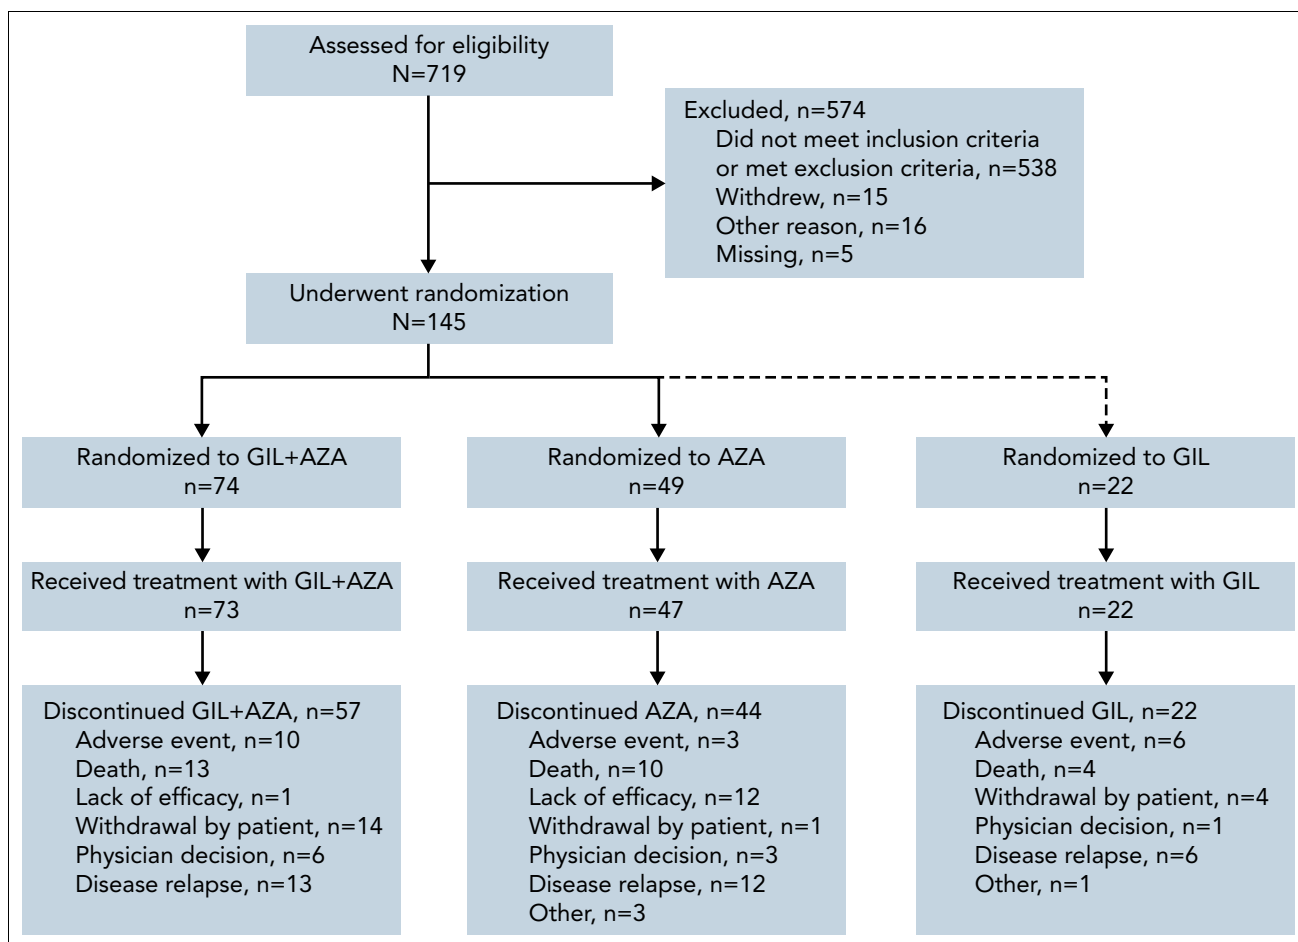 Assessed for eligibility
N=719
Excluded, n=574
Did not meet inclusion criteria
or met exclusion criteria, n=538
Withdrew, n=15
Other reason, n=16
Missing, n=5
Underwent randomization
N=145
Randomized to GIL+AZA
n=74
Randomized to AZA
n=49
Randomized to GIL
n=22
Received treatment with GIL+AZA
n=73
Received treatment with AZA
n=47
Received treatment with GIL
n=22
Discontinued GIL+AZA, n=57
Adverse event, n=10
Death, n=13
Lack of efficacy, n=1
Withdrawal by patient, n=14
Physician decision, n=6
Disease relapse, n=13
Discontinued AZA, n=44
Adverse event, n=3
Death, n=10
Lack of efficacy, n=12
Withdrawal by patient, n=1
Physician decision, n=3
Disease relapse, n=12
Other, n=3
Discontinued GIL, n=22
Adverse event, n=6
Death, n=4
Withdrawal by patient, n=4
Physician decision, n=1
Disease relapse, n=6
Other, n=1